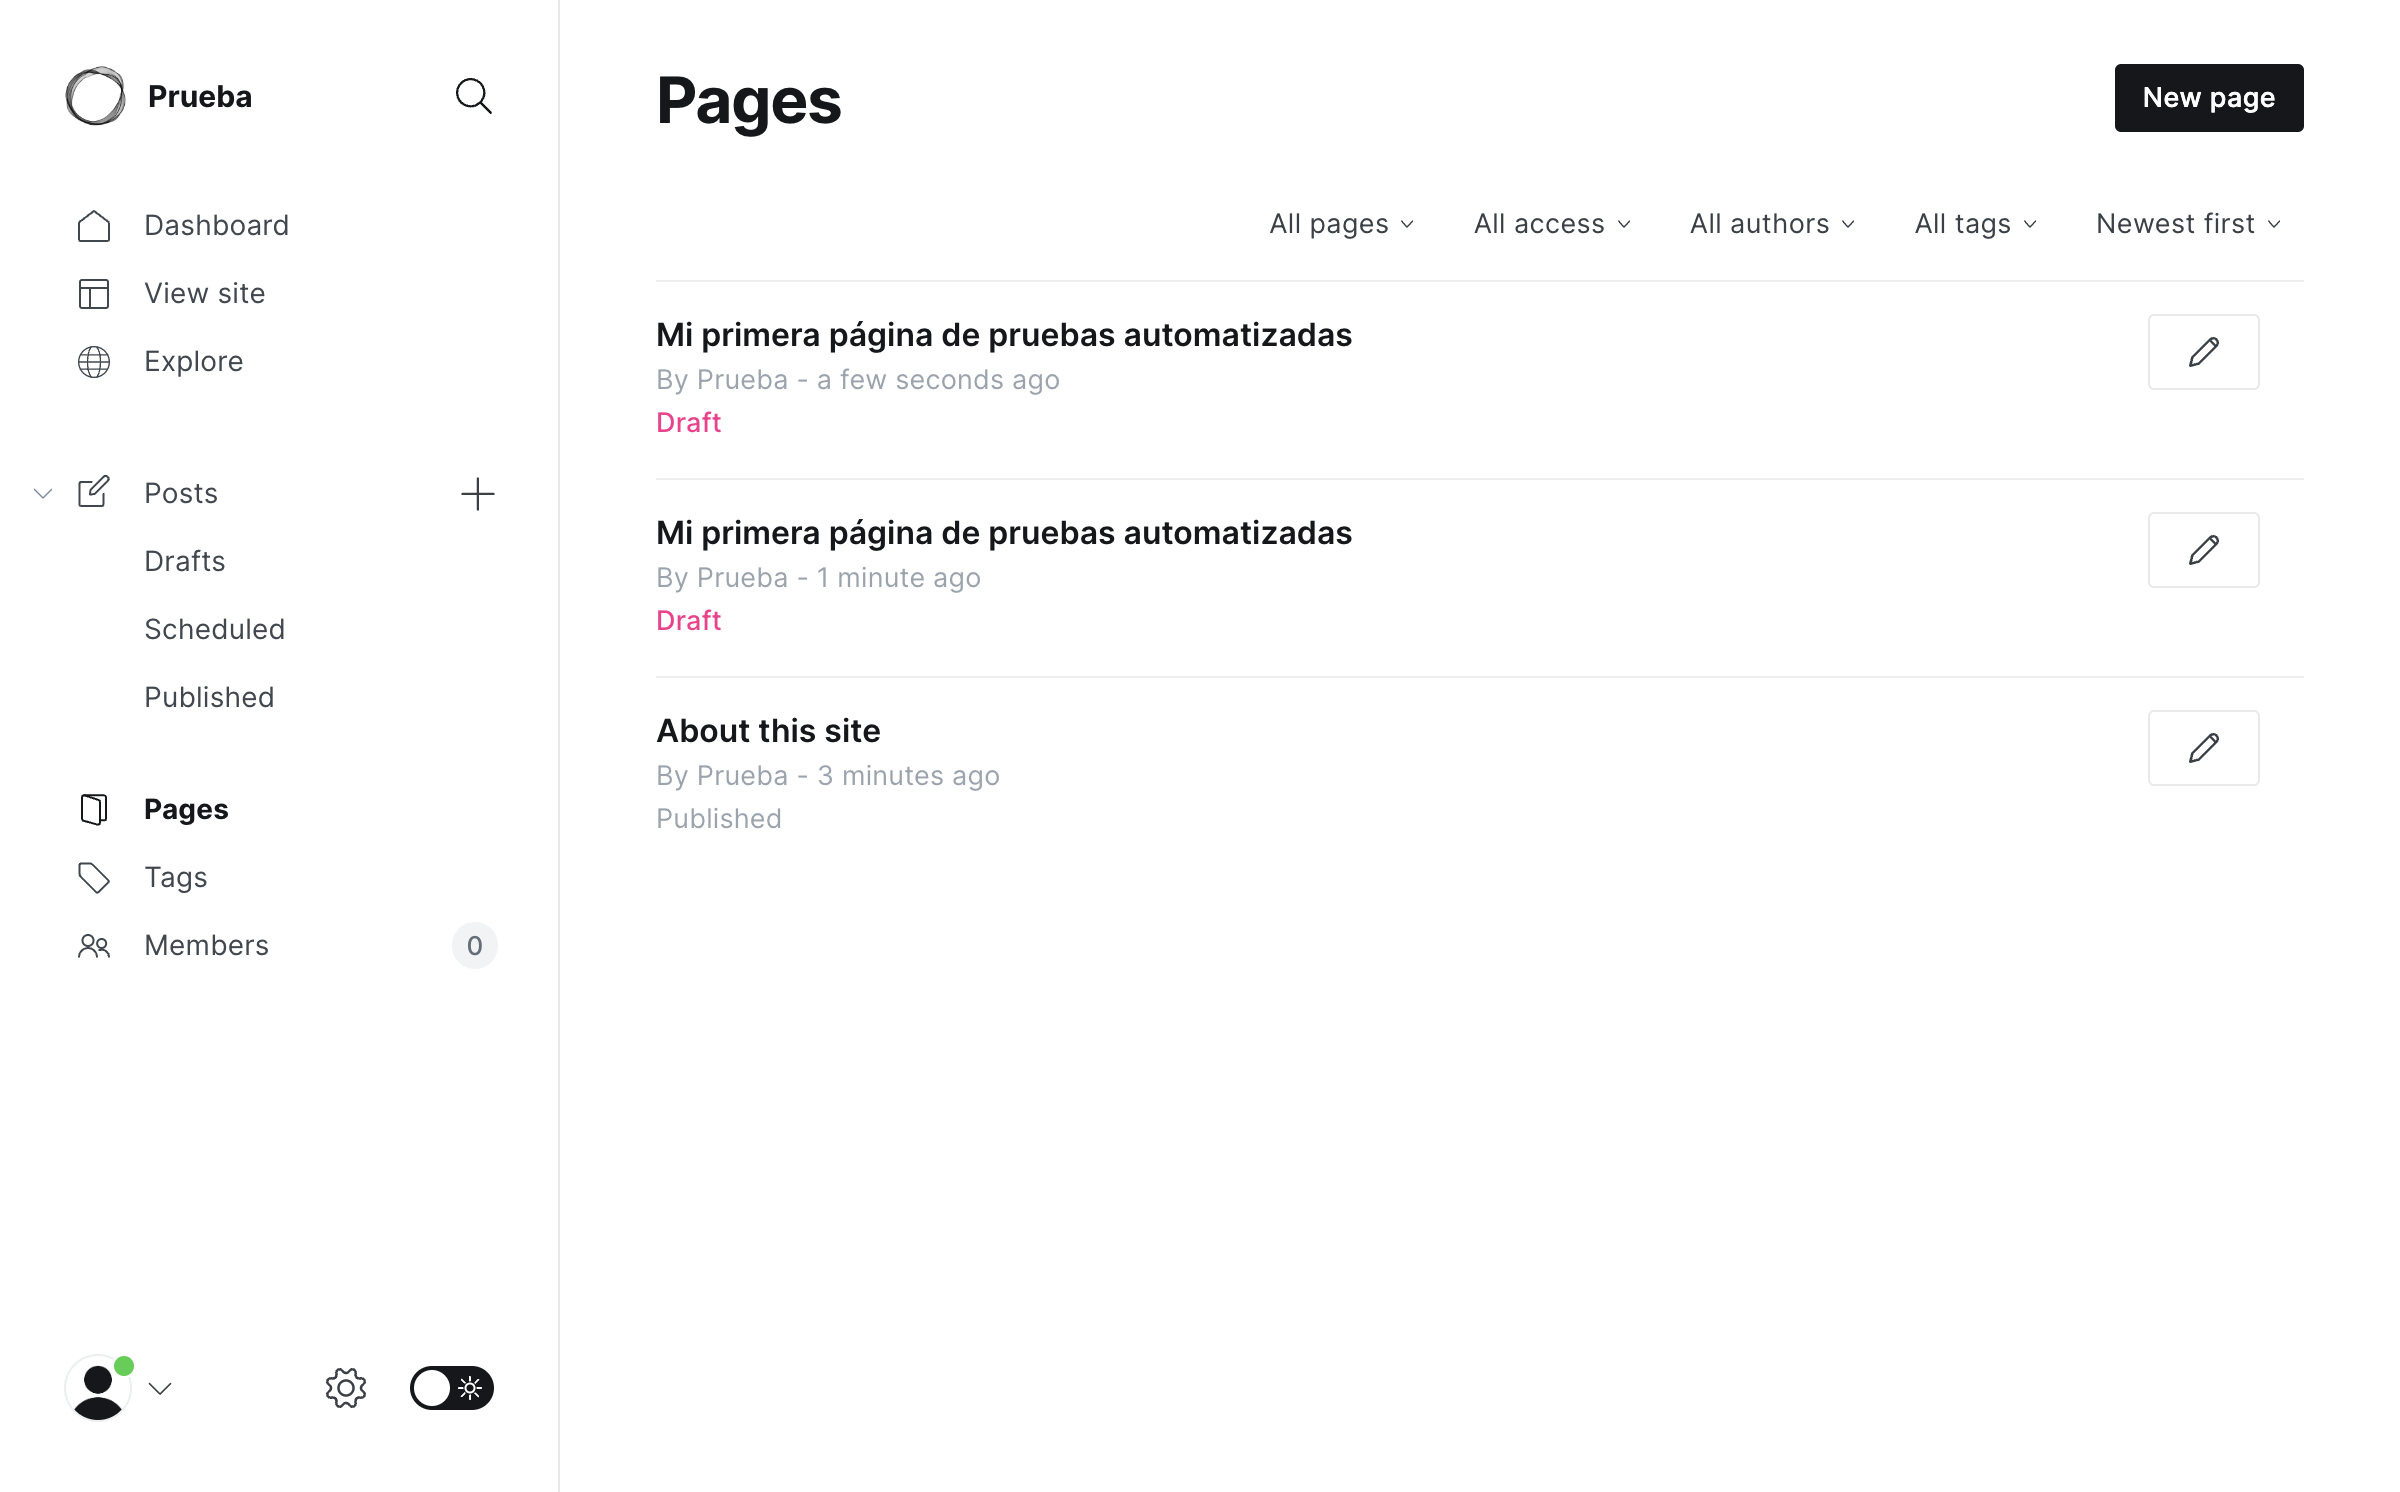 Prueba
Dashboard
View site
Explore
Posts
Drafts
Scheduled
Published
Pages
Tags
Members 0
Pages
New page
All pages All access All authors All tags Newest first
Mi primera página de pruebas automatizadas
By Prueba - a few seconds ago
Draft
Mi primera página de pruebas automatizadas
By Prueba - 1 minute ago
Draft
About this site
By Prueba - 3 minutes ago
Published